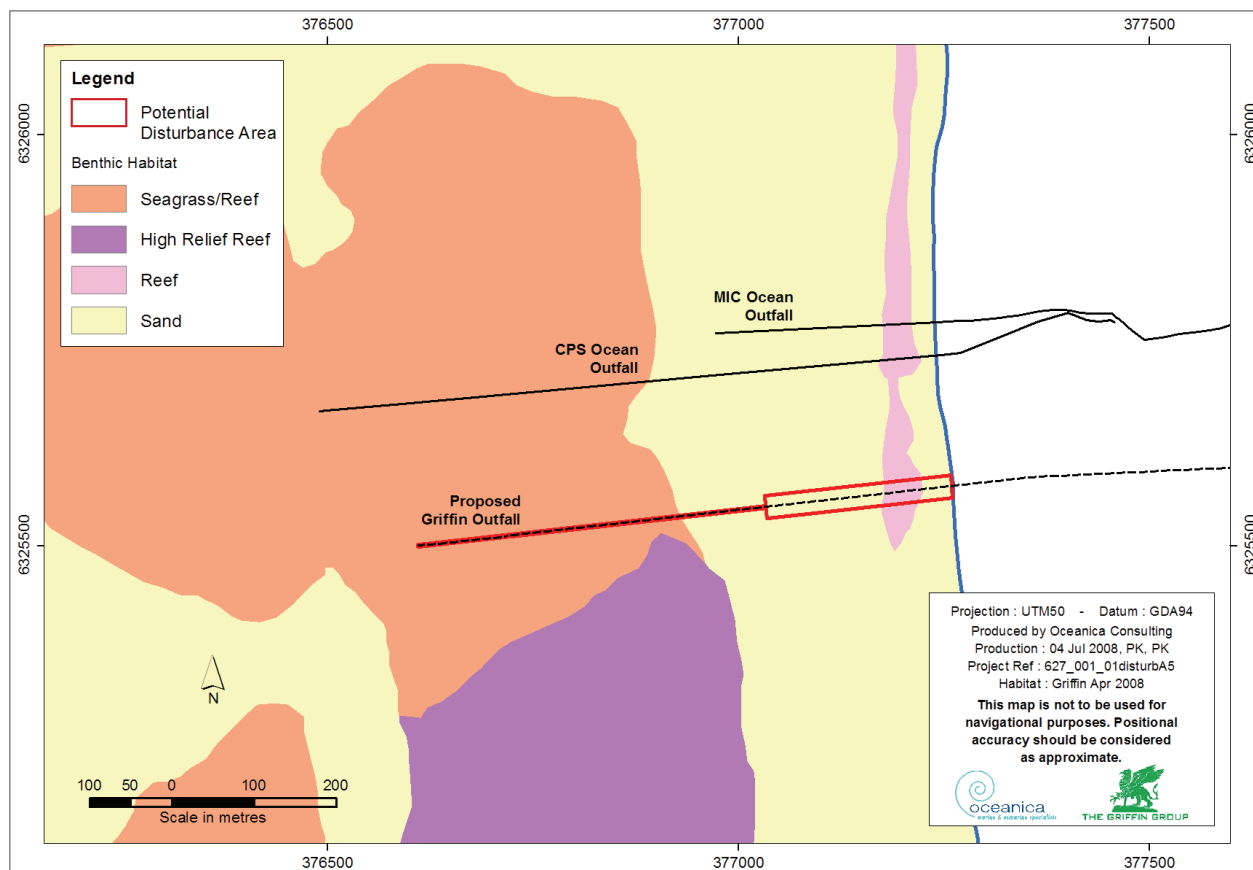 376500
377000
377500
6326000
6326000
Legend
Potential
Disturbance Area
Benthic Habitat
Seagrass/Reef
High Relief Reef
Reef
Sand
MIC Ocean
Outfall
CPS Ocean
Outfall
Proposed
Griffin Outfall
6325500
6325500
N
100 50 0 100 200
Scale in metres
Projection : UTM50 - Datum : GDA94
Produced by Oceanica Consulting
Production : 04 Jul 2008, PK, PK
Project Ref : 627_001_01disturbA5
Habitat : Griffin Apr 2008
This map is not to be used for
navigational purposes. Positional
accuracy should be considered
as approximate.
oceanica
marine & estuarine specialists
THE GRIFFIN GROUP
376500
377000
377500